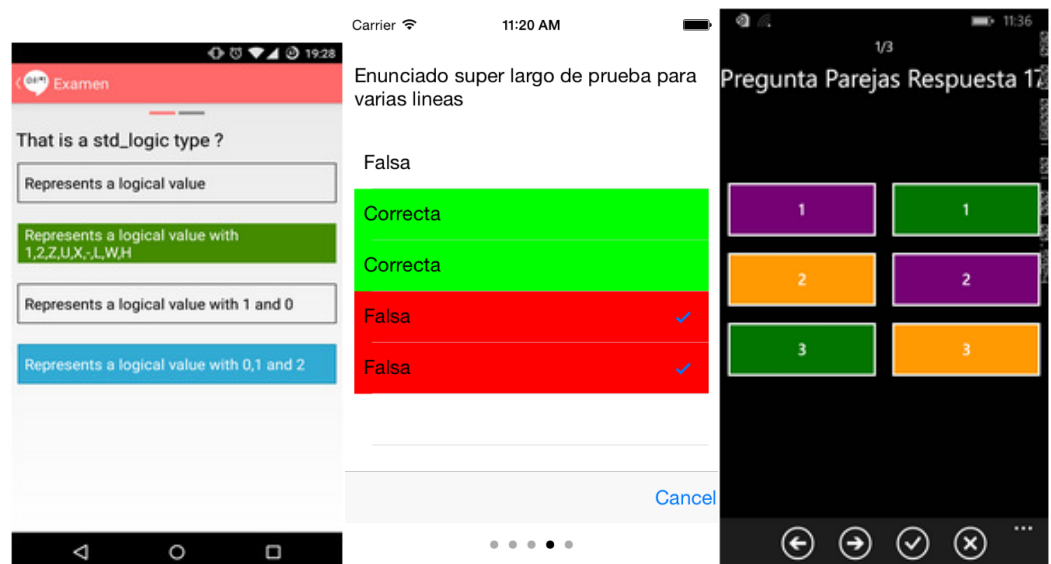 19:28
Examen
That is a std_logic type ?
Represents a logical value
Represents a logical value with
1,2,Z,U,X,-,L,W,H
Represents a logical value with 1 and 0
Represents a logical value with 0,1 and 2
Carrier 11:20 AM
Enunciado super largo de prueba para
varias lineas
Falsa
Correcta
Correcta
Falsa
Falsa
Cancel
11:36
1/3
Pregunta Parejas Respuesta 17
1 1
2 2
3 3